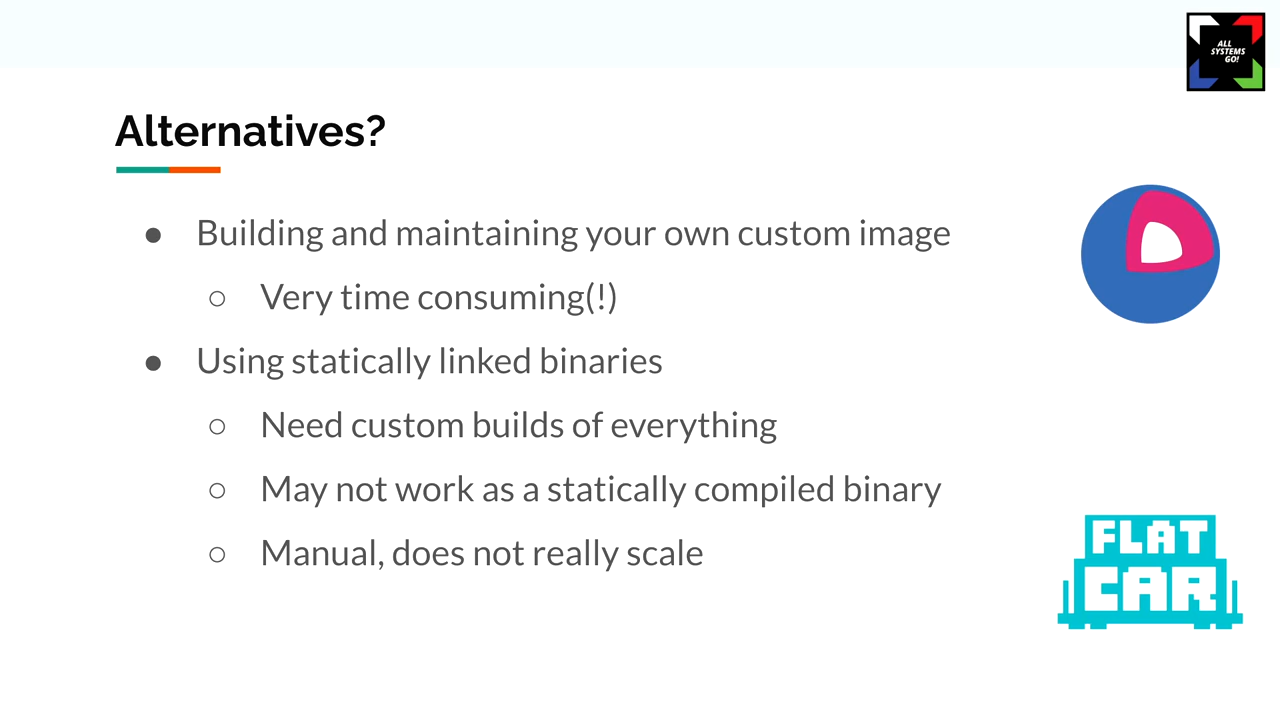 ALL
SYSTEMS
GO!
Alternatives?
● Building and maintaining your own custom image
○ Very time consuming(!)
● Using statically linked binaries
○ Need custom builds of everything
○ May not work as a statically compiled binary
○ Manual, does not really scale
FLAT
CAR